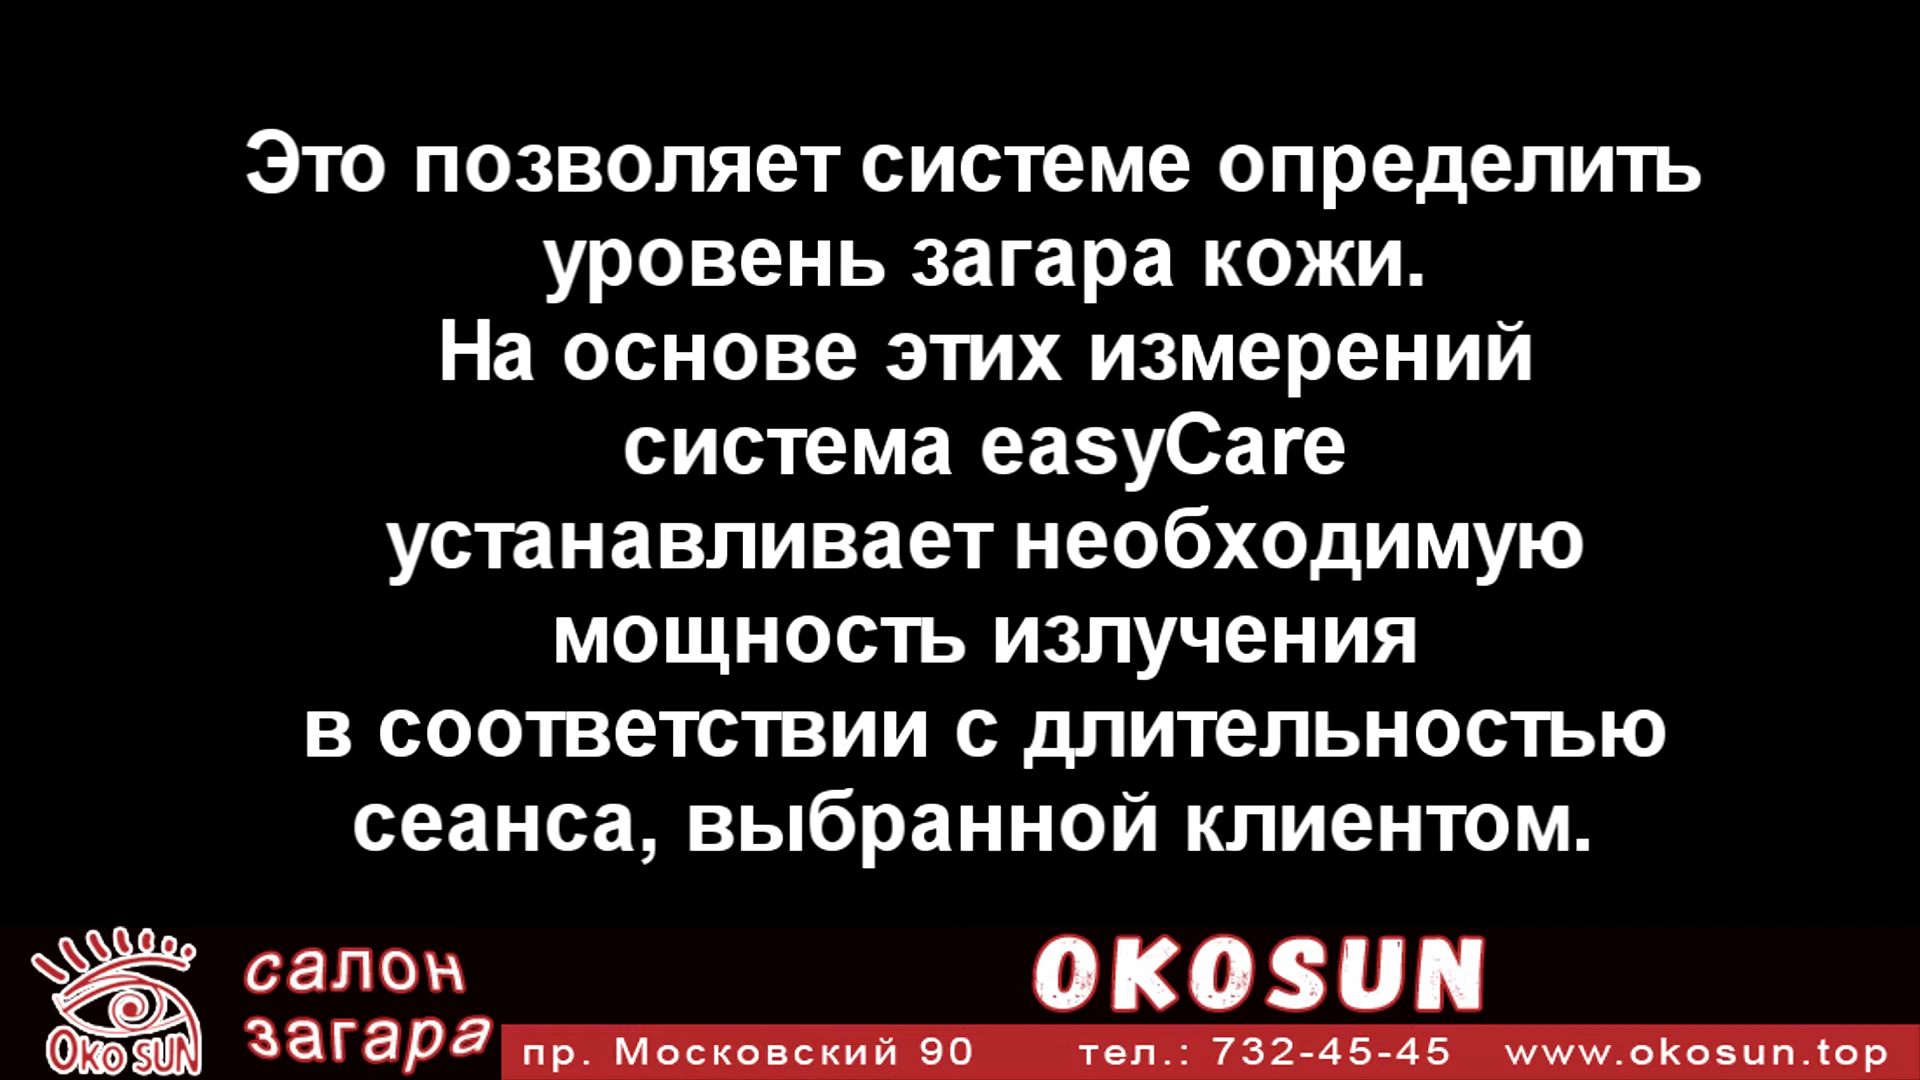 Это позволяет системе определить
уровень загара кожи.
На основе этих измерений
система easyCare
устанавливает необходимую
мощность излучения
в соответствии с длительностью
сеанса, выбранной клиентом.
Oko SUN
салон
загара
OKOSUN
пр. Московский 90 тел.: 732-45-45 www.okosun.top